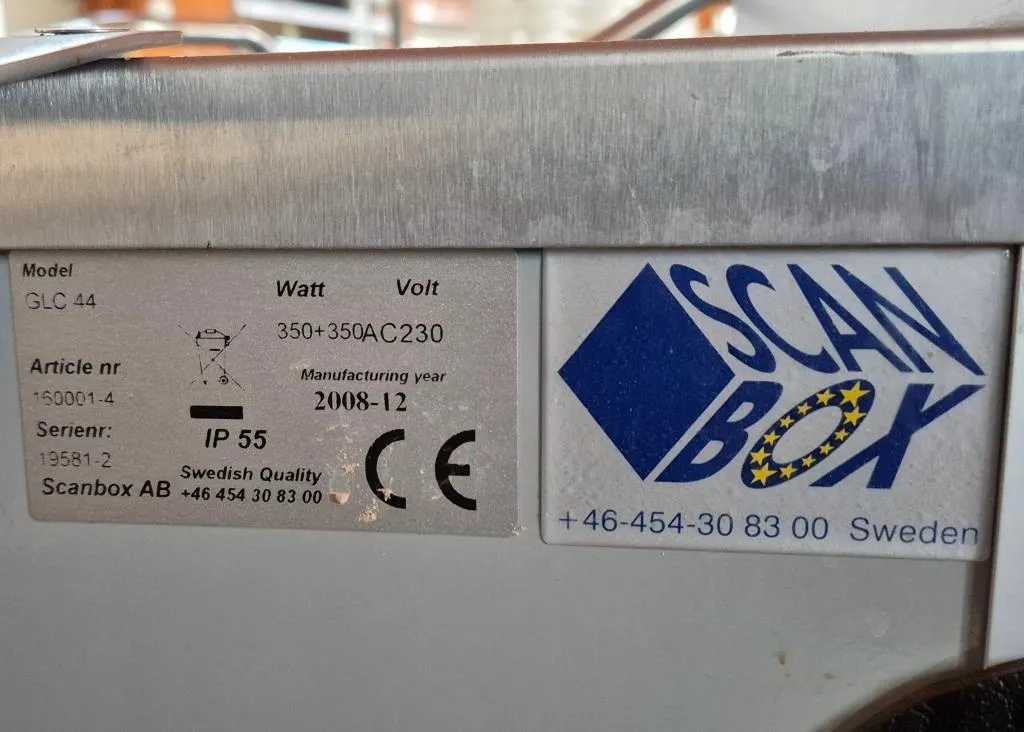 Model
GLC 44
Watt Volt
350+350AC230
Article nr
160001-4
Manufacturing year
2008-12
Serienr:
19581-2
IP 55
Swedish Quality
Scanbox AB +46 454 30 83 00
CE
SCAN
BOX
+46-454-30 83 00 Sweden